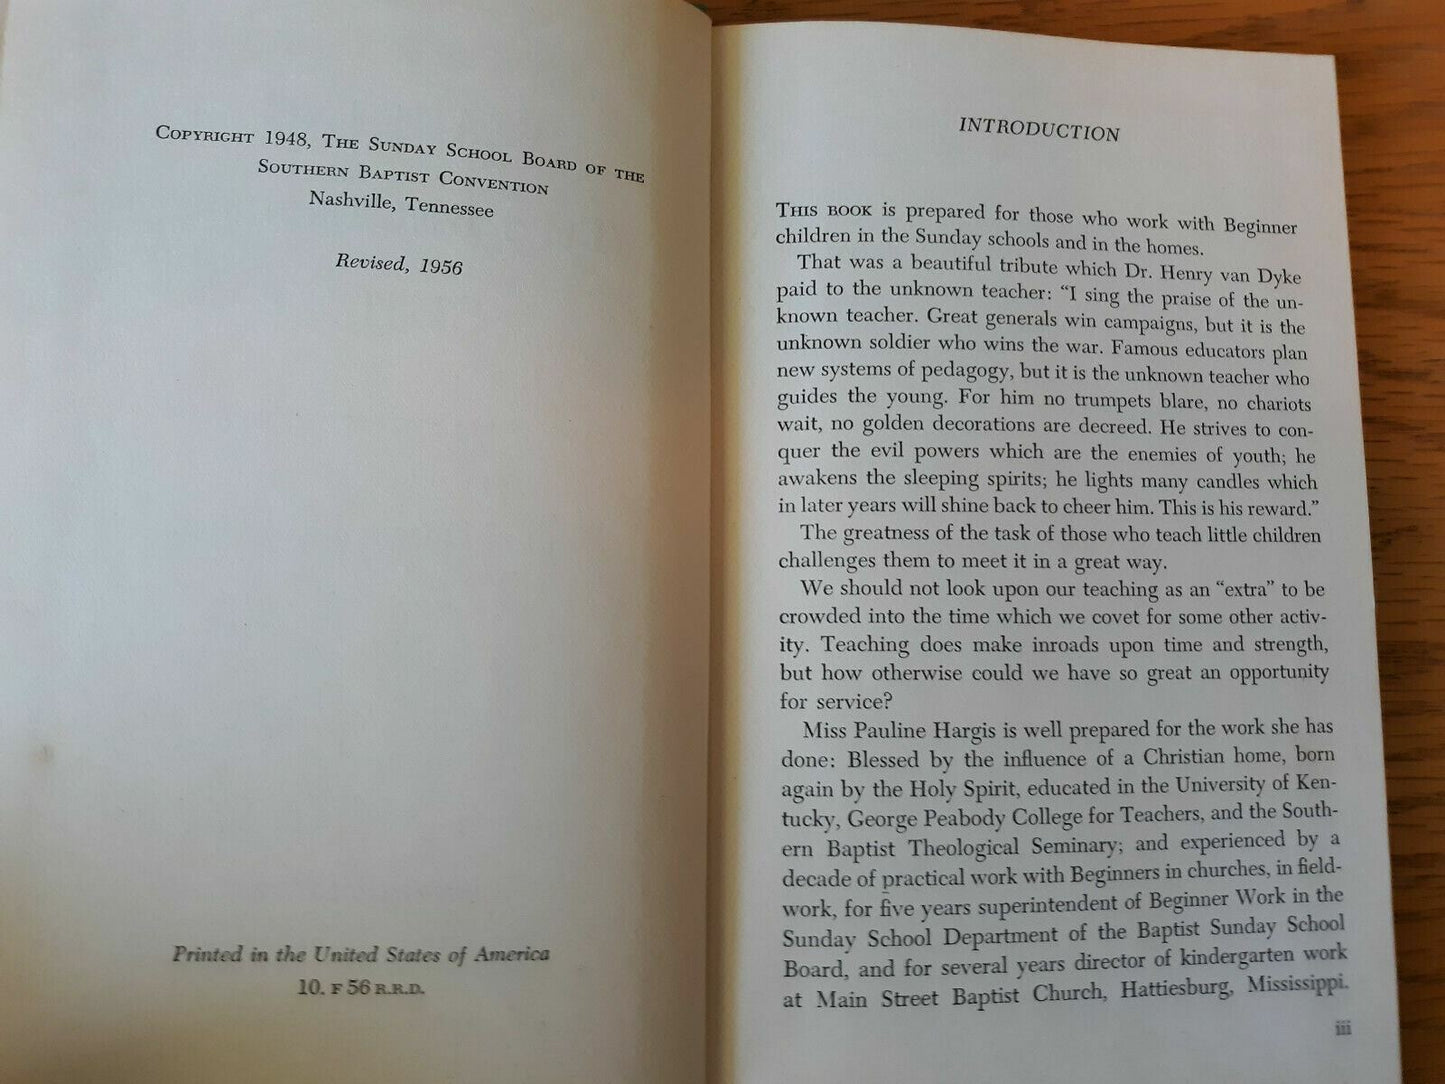 COPYRIGHT 1948, THE SUNDAY SCHOOL BOARD OF THE
SOUTHERN BAPTIST CONVENTION
Nashville, Tennessee
Revised, 1956
Printed in the United States of America
10. F 56 R.R.D.
INTRODUCTION
THIS BOOK is prepared for those who work with Beginner
children in the Sunday schools and in the homes.
That was a beautiful tribute which Dr. Henry van Dyke
paid to the unknown teacher: "I sing the praise of the un-
known teacher. Great generals win campaigns, but it is the
unknown soldier who wins the war. Famous educators plan
new systems of pedagogy, but it is the unknown teacher who
guides the young. For him no trumpets blare, no chariots
wait, no golden decorations are decreed. He strives to con-
quer the evil powers which are the enemies of youth; he
awakens the sleeping spirits; he lights many candles which
in later years will shine back to cheer him. This is his reward."
The greatness of the task of those who teach little children
challenges them to meet it in a great way.
We should not look upon our teaching as an "extra" to be
crowded into the time which we covet for some other activ-
ity. Teaching does make inroads upon time and strength,
but how otherwise could we have so great an opportunity
for service?
Miss Pauline Hargis is well prepared for the work she has
done: Blessed by the influence of a Christian home, born
again by the Holy Spirit, educated in the University of Ken-
tucky, George Peabody College for Teachers, and the South-
ern Baptist Theological Seminary; and experienced by a
decade of practical work with Beginners in churches, in field-
work, for five years superintendent of Beginner Work in the
Sunday School Department of the Baptist Sunday School
Board, and for several years director of kindergarten work
at Main Street Baptist Church, Hattiesburg, Mississippi.
iii